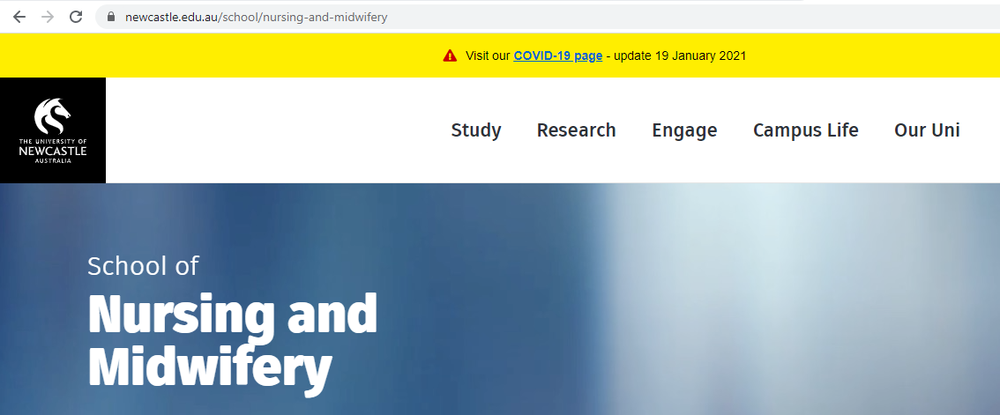 newcastle.edu.au/school/nursing-and-midwifery
Visit our COVID-19 page - update 19 January 2021
THE UNIVERSITY OF
NEWCASTLE
AUSTRALIA
Study Research Engage Campus Life Our Uni
School of
Nursing and
Midwifery